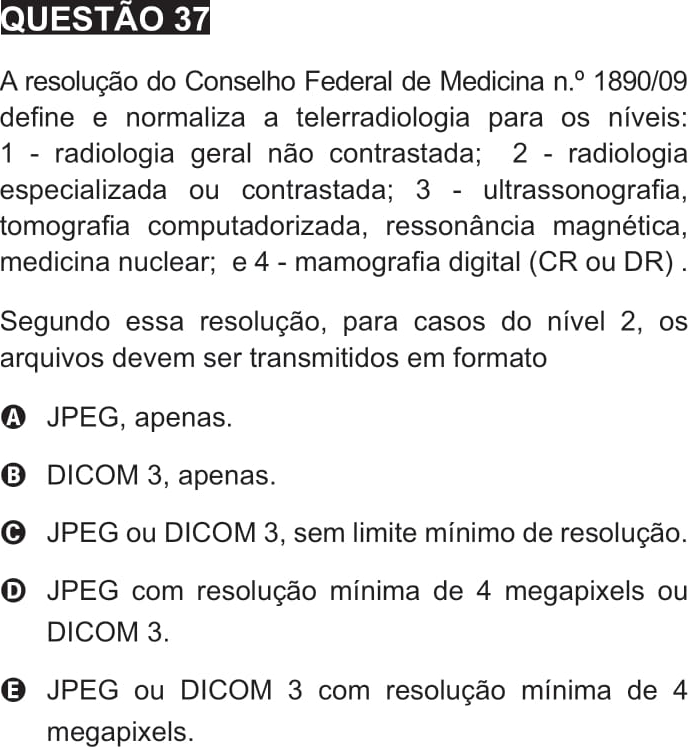 QUESTÃO 37
A resolução do Conselho Federal de Medicina n.º 1890/09
define e normaliza a telerradiologia para os níveis:
1 - radiologia geral não contrastada; 2 - radiologia
especializada ou contrastada; 3 - ultrassonografia,
tomografia computadorizada, ressonância magnética,
medicina nuclear; e 4 - mamografia digital (CR ou DR) .
Segundo essa resolução, para casos do nível 2, os
arquivos devem ser transmitidos em formato
A JPEG, apenas.
B DICOM 3, apenas.
C JPEG ou DICOM 3, sem limite mínimo de resolução.
D JPEG com resolução mínima de 4 megapixels ou
DICOM 3.
E JPEG ou DICOM 3 com resolução mínima de 4
megapixels.